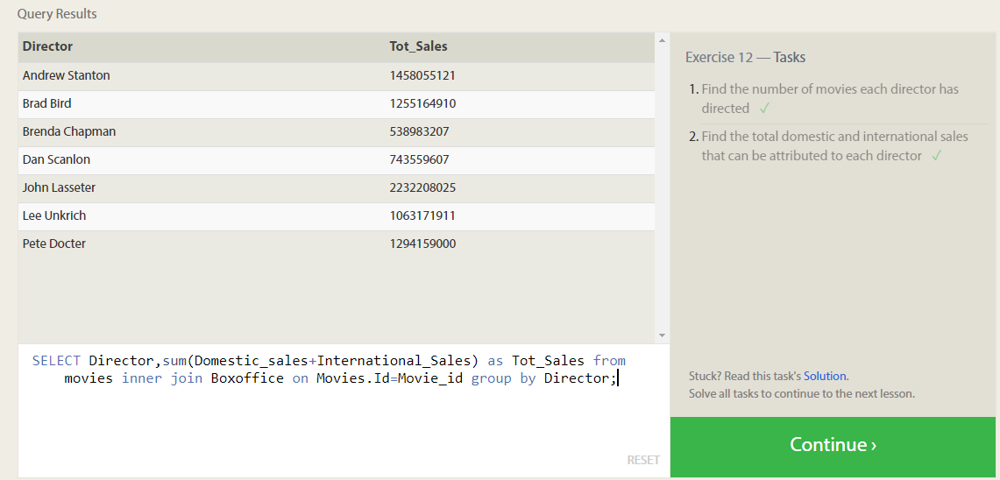 Query Results
Director Tot_Sales
Andrew Stanton 1458055121
Brad Bird 1255164910
Brenda Chapman 538983207
Dan Scanlon 743559607
John Lasseter 2232208025
Lee Unkrich 1063171911
Pete Docter 1294159000
SELECT Director,sum(Domestic_sales+International_Sales) as Tot_Sales from
movies inner join Boxoffice on Movies.Id=Movie_id group by Director;
RESET
Exercise 12 — Tasks
1. Find the number of movies each director has
directed ✓
2. Find the total domestic and international sales
that can be attributed to each director ✓
Stuck? Read this task's Solution.
Solve all tasks to continue to the next lesson.
Continue ›